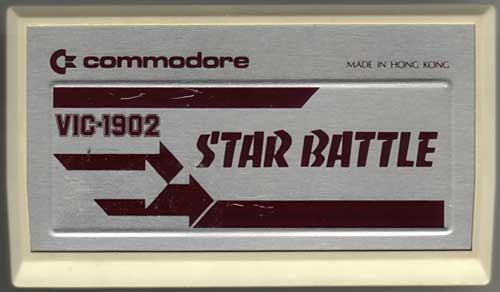 commodore
MADE IN HONG KONG
VIC-1902
STAR BATTLE